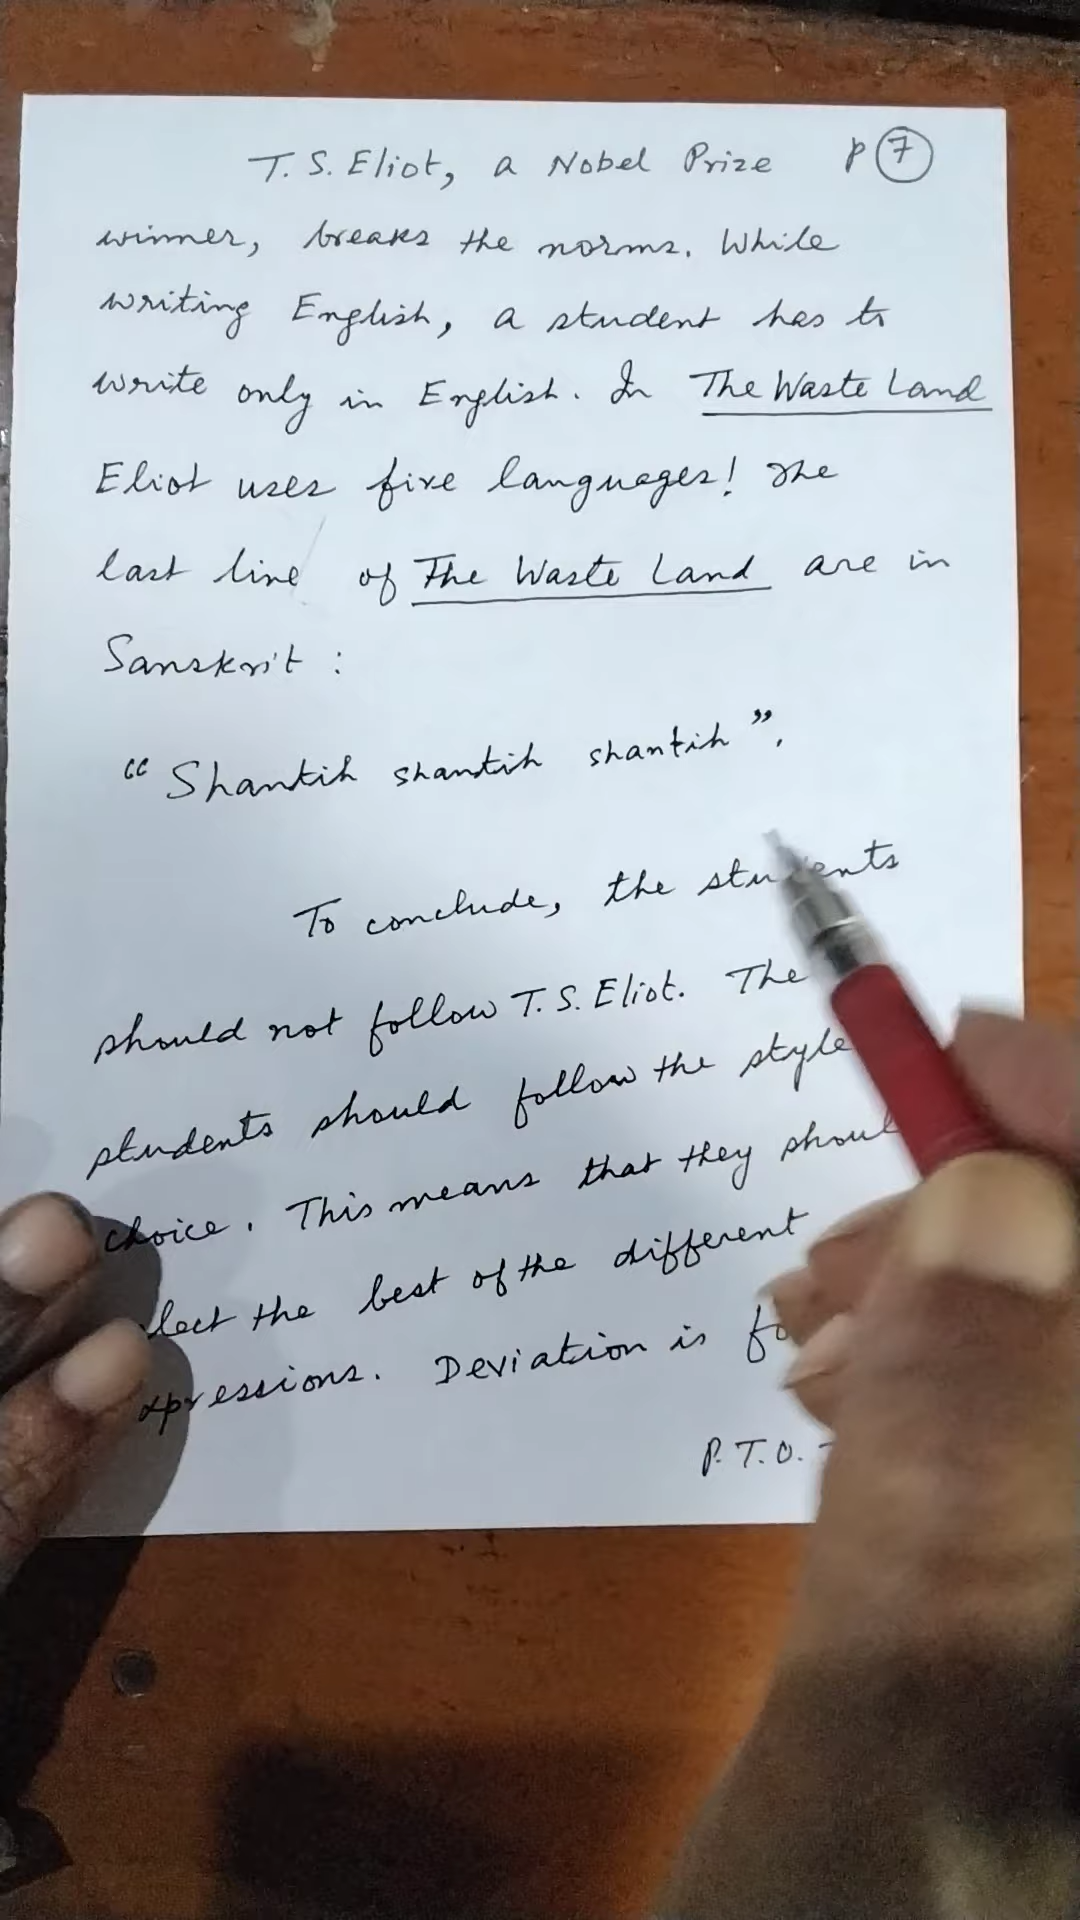 T. S. Eliot, a Nobel Prize P 7
winner, breaks the norms. While
writing English, a student has to
write only in English. In The Waste Land
Eliot uses five languages! The
last line of The Waste Land are in
Sanskrit :
“ Shantih shantih shantih ”.
To conclude, the students
should not follow T. S. Eliot. The
students should follow the style
choice. This means that they
the best of the different
Deviation is
P. T. O.